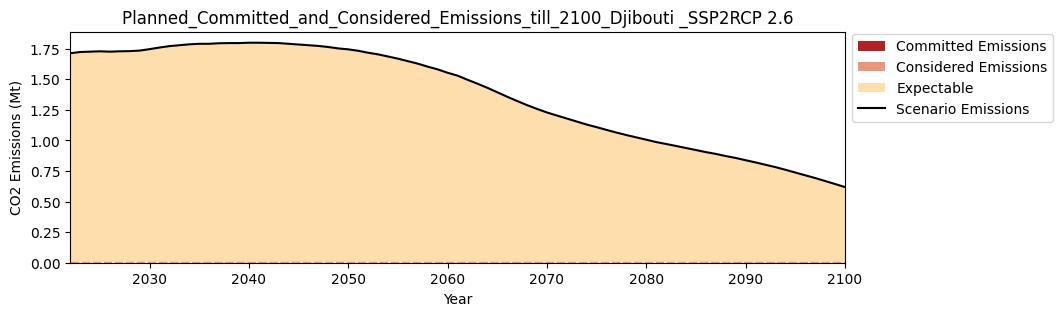 Planned_Committed_and_Considered_Emissions_till_2100_Djibouti _SSP2RCP 2.6
CO2 Emissions (Mt)
1.75
1.50
1.25
1.00
0.75
0.50
0.25
0.00
2030 2040 2050 2060 2070 2080 2090 2100
Year
Committed Emissions
Considered Emissions
Expectable
Scenario Emissions